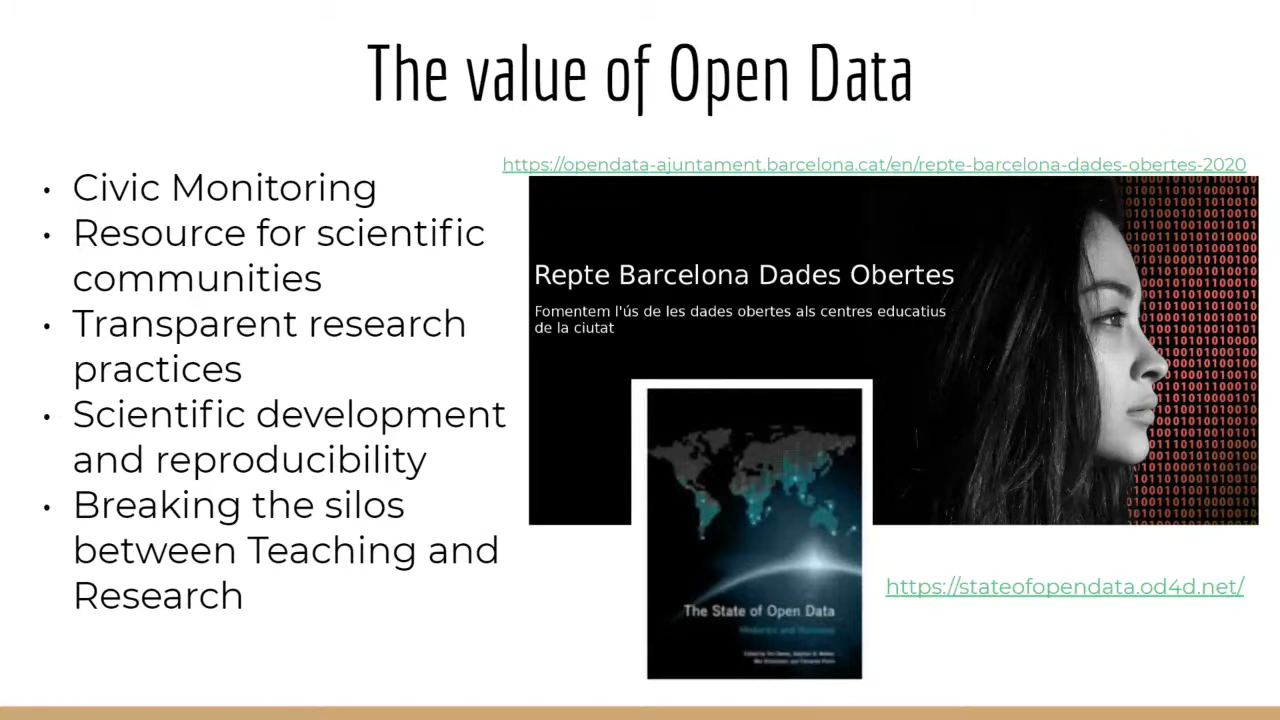 The value of Open Data
• Civic Monitoring
• Resource for scientific
communities
• Transparent research
practices
• Scientific development
and reproducibility
• Breaking the silos
between Teaching and
Research
https://opendata-ajuntament.barcelona.cat/en/repte-barcelona-dades-obertes-2020
Repte Barcelona Dades Obertes
Fomentem l'ús de les dades obertes als centres educatius
de la ciutat
The State of Open Data
https://stateofopendata.od4d.net/